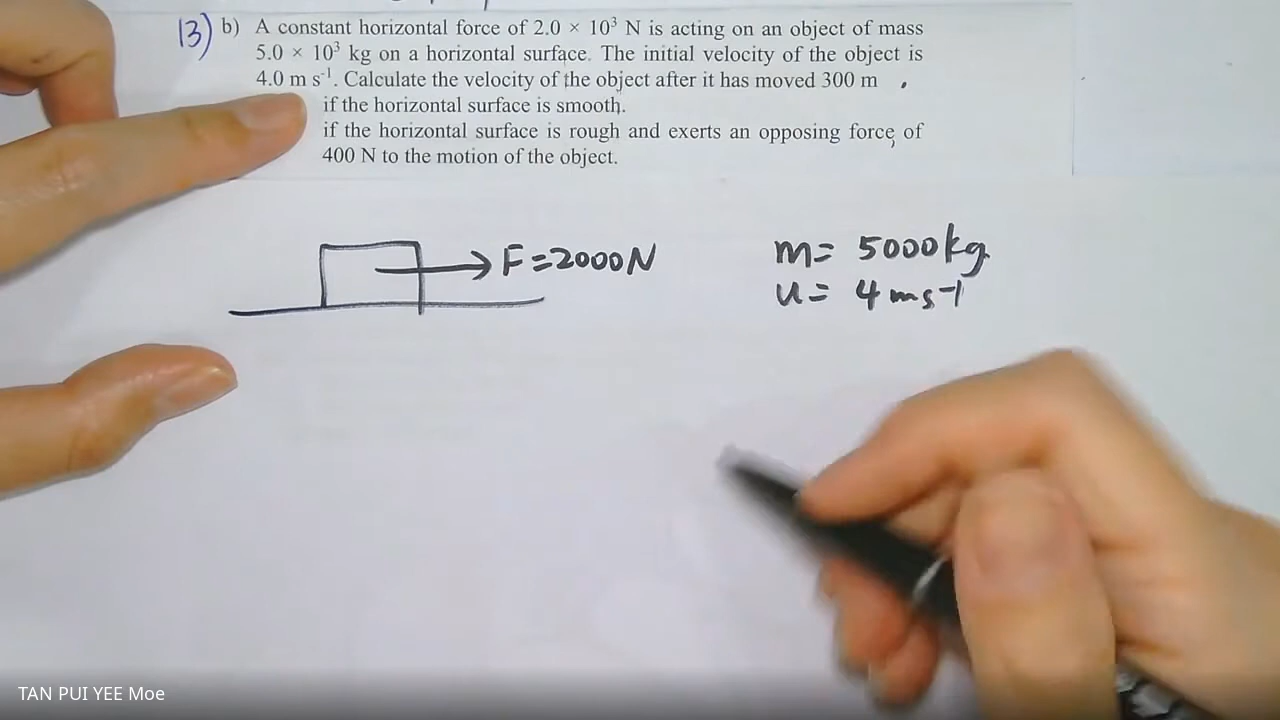 13) b) A constant horizontal force of 2.0 × 10³ N is acting on an object of mass
5.0 × 10³ kg on a horizontal surface. The initial velocity of the object is
4.0 m s⁻¹. Calculate the velocity of the object after it has moved 300 m
if the horizontal surface is smooth.
if the horizontal surface is rough and exerts an opposing force of
400 N to the motion of the object.
F=2000N
m= 5000kg
u= 4ms⁻¹
TAN PUI YEE Moe